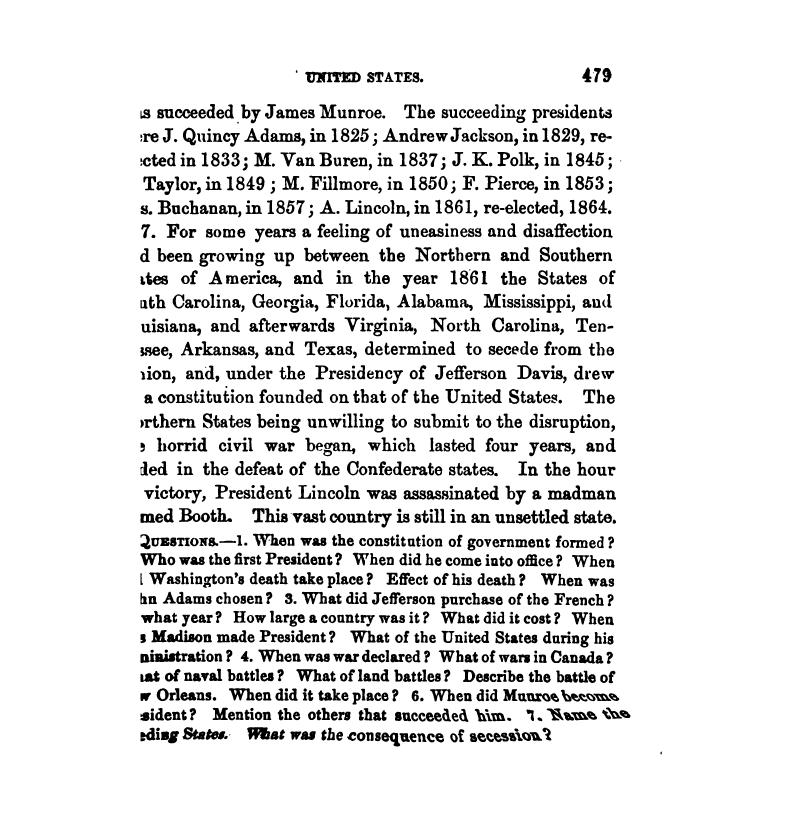 UNITED STATES. 479
is succeeded by James Munroe. The succeeding presidents
re J. Quincy Adams, in 1825; Andrew Jackson, in 1829, re-
cted in 1833; M. Van Buren, in 1837; J. K. Polk, in 1845;
Taylor, in 1849; M. Fillmore, in 1850; F. Pierce, in 1853;
s. Buchanan, in 1857; A. Lincoln, in 1861, re-elected, 1864.
7. For some years a feeling of uneasiness and disaffection
d been growing up between the Northern and Southern
tes of America, and in the year 1861 the States of
uth Carolina, Georgia, Florida, Alabama, Mississippi, and
uisiana, and afterwards Virginia, North Carolina, Ten-
ssee, Arkansas, and Texas, determined to secede from the
nion, and, under the Presidency of Jefferson Davis, drew
a constitution founded on that of the United States. The
orthern States being unwilling to submit to the disruption,
e horrid civil war began, which lasted four years, and
ded in the defeat of the Confederate states. In the hour
victory, President Lincoln was assassinated by a madman
med Booth. This vast country is still in an unsettled state.
QUESTIONS.—1. When was the constitution of government formed?
Who was the first President? When did he come into office? When
l Washington's death take place? Effect of his death? When was
hn Adams chosen? 3. What did Jefferson purchase of the French?
what year? How large a country was it? What did it cost? When
s Madison made President? What of the United States during his
ministration? 4. When was war declared? What of wars in Canada?
at of naval battles? What of land battles? Describe the battle of
w Orleans. When did it take place? 6. When did Munroe become
sident? Mention the others that succeeded him. 7. Name the
eding States. What was the consequence of secession?